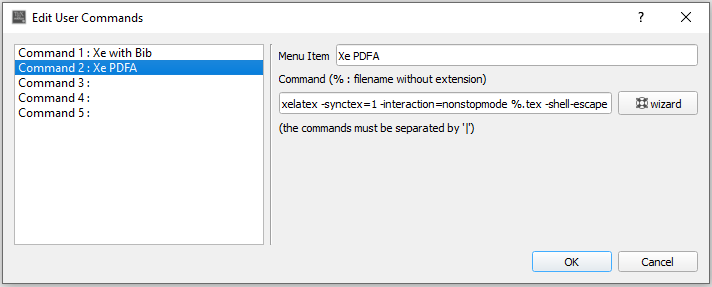 Edit User Commands
?
Command 1 : Xe with Bib
Command 2 : Xe PDFA
Command 3 :
Command 4 :
Command 5 :
Menu Item
Xe PDFA
Command (% : filename without extension)
xelatex -synctex=1 -interaction=nonstopmode %.tex -shell-escape
wizard
(the commands must be separated by '|')
OK
Cancel